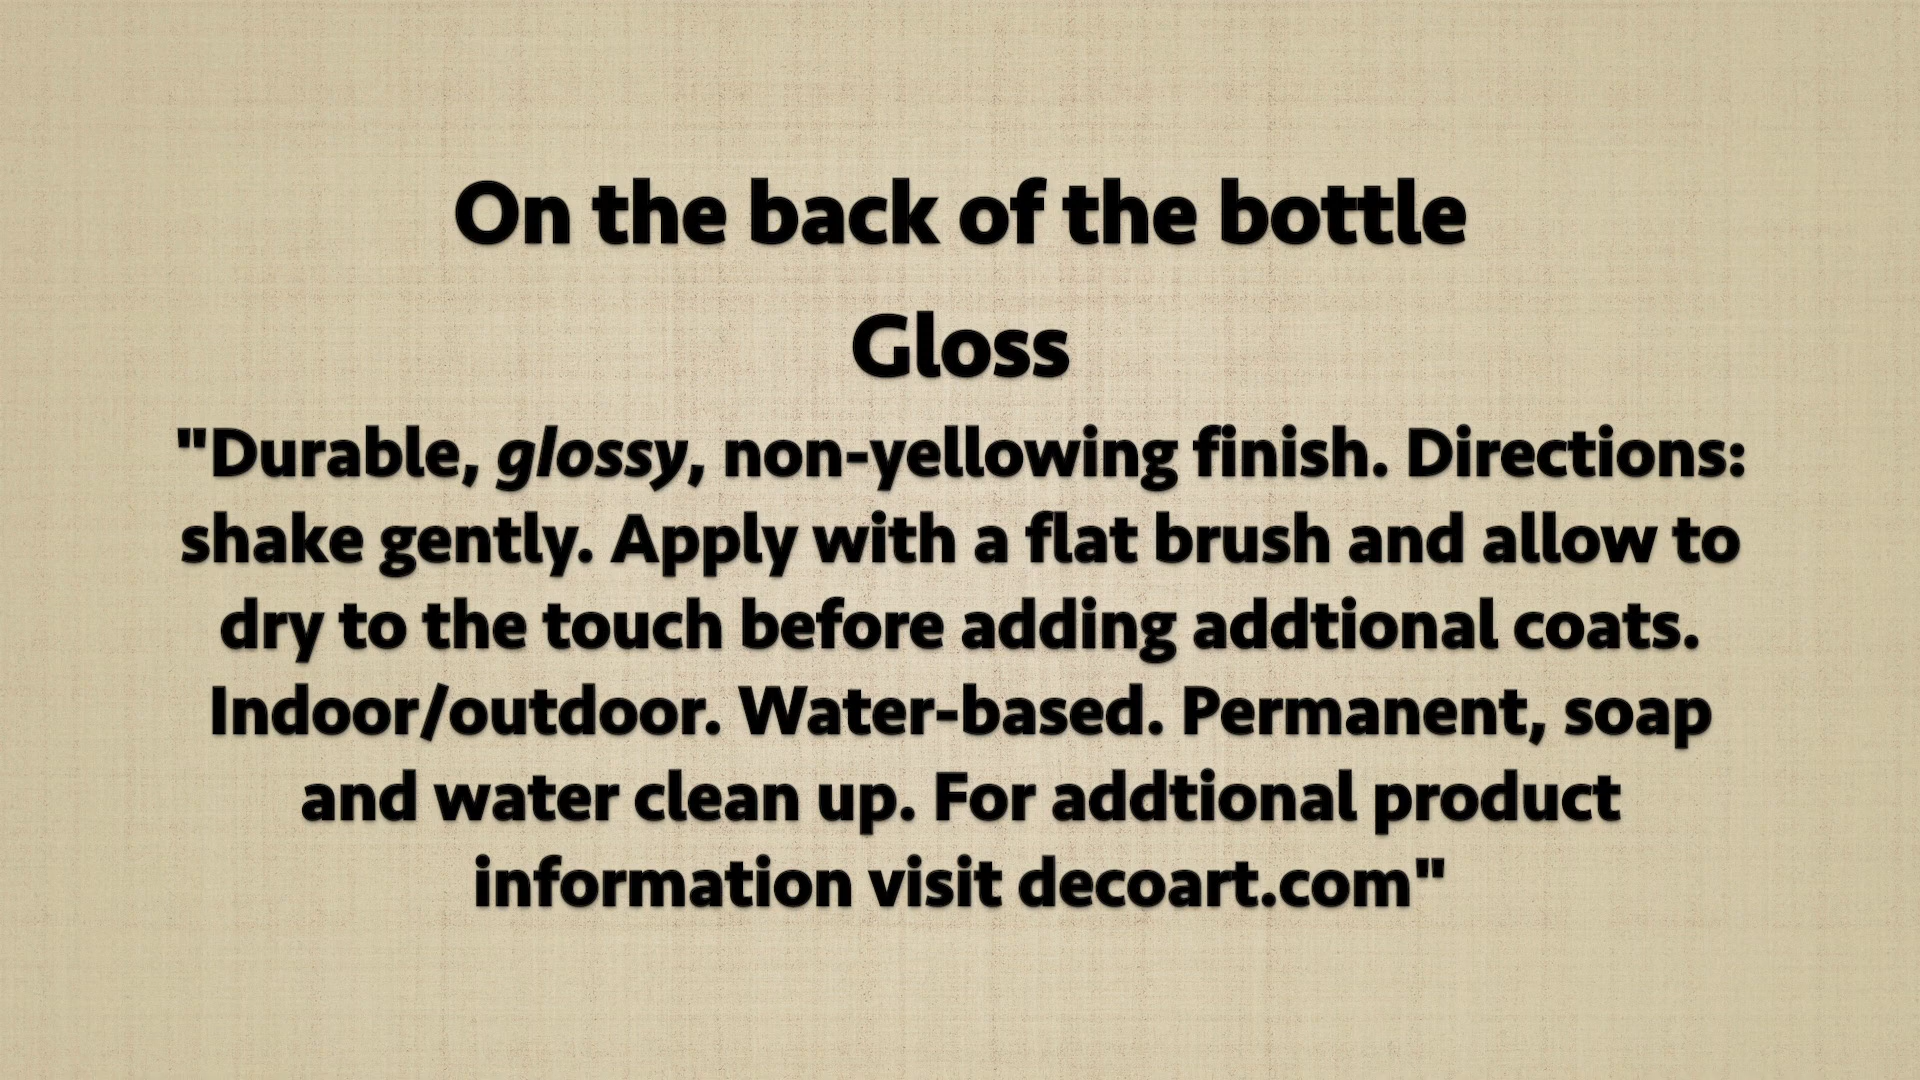 On the back of the bottle
Gloss
"Durable, glossy, non-yellowing finish. Directions:
shake gently. Apply with a flat brush and allow to
dry to the touch before adding addtional coats.
Indoor/outdoor. Water-based. Permanent, soap
and water clean up. For addtional product
information visit decoart.com"